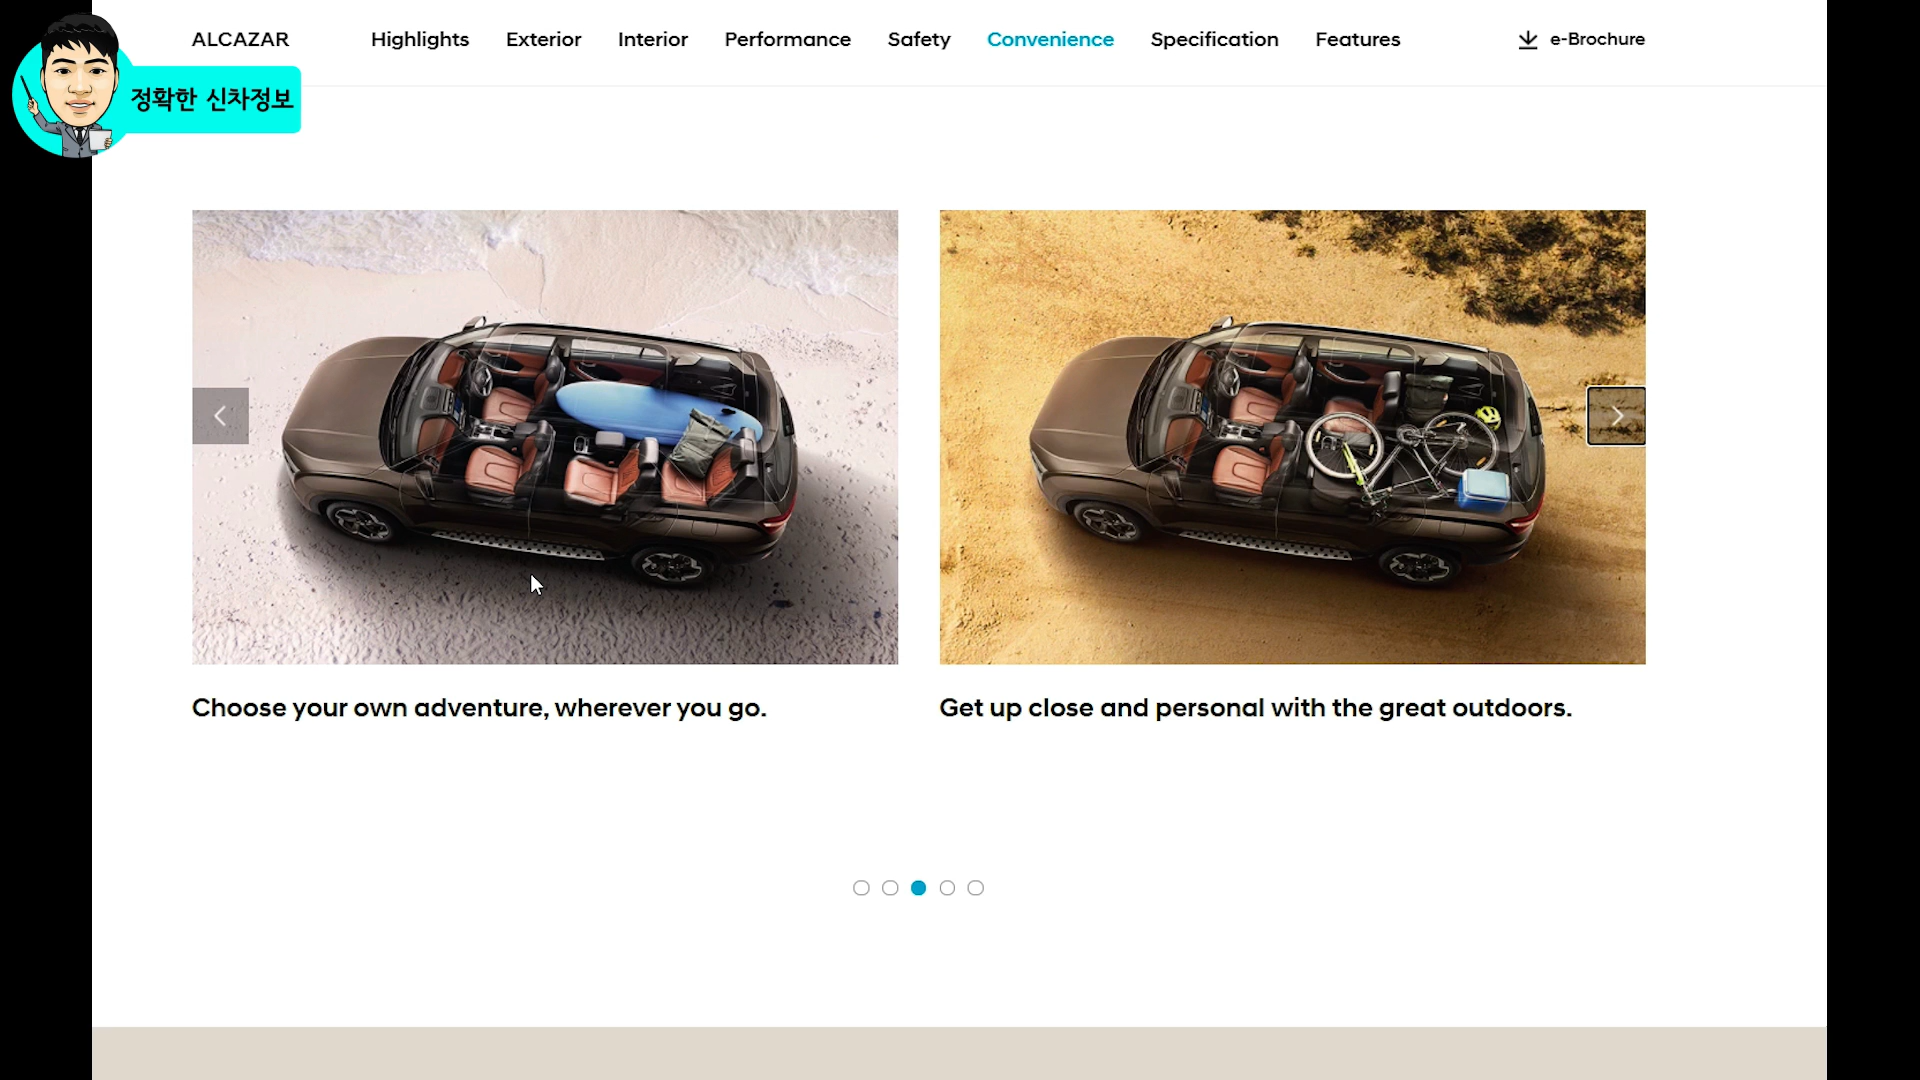 ALCAZAR
Highlights
Exterior
Interior
Performance
Safety
Convenience
Specification
Features
e-Brochure
정확한 신차정보
Choose your own adventure, wherever you go.
Get up close and personal with the great outdoors.